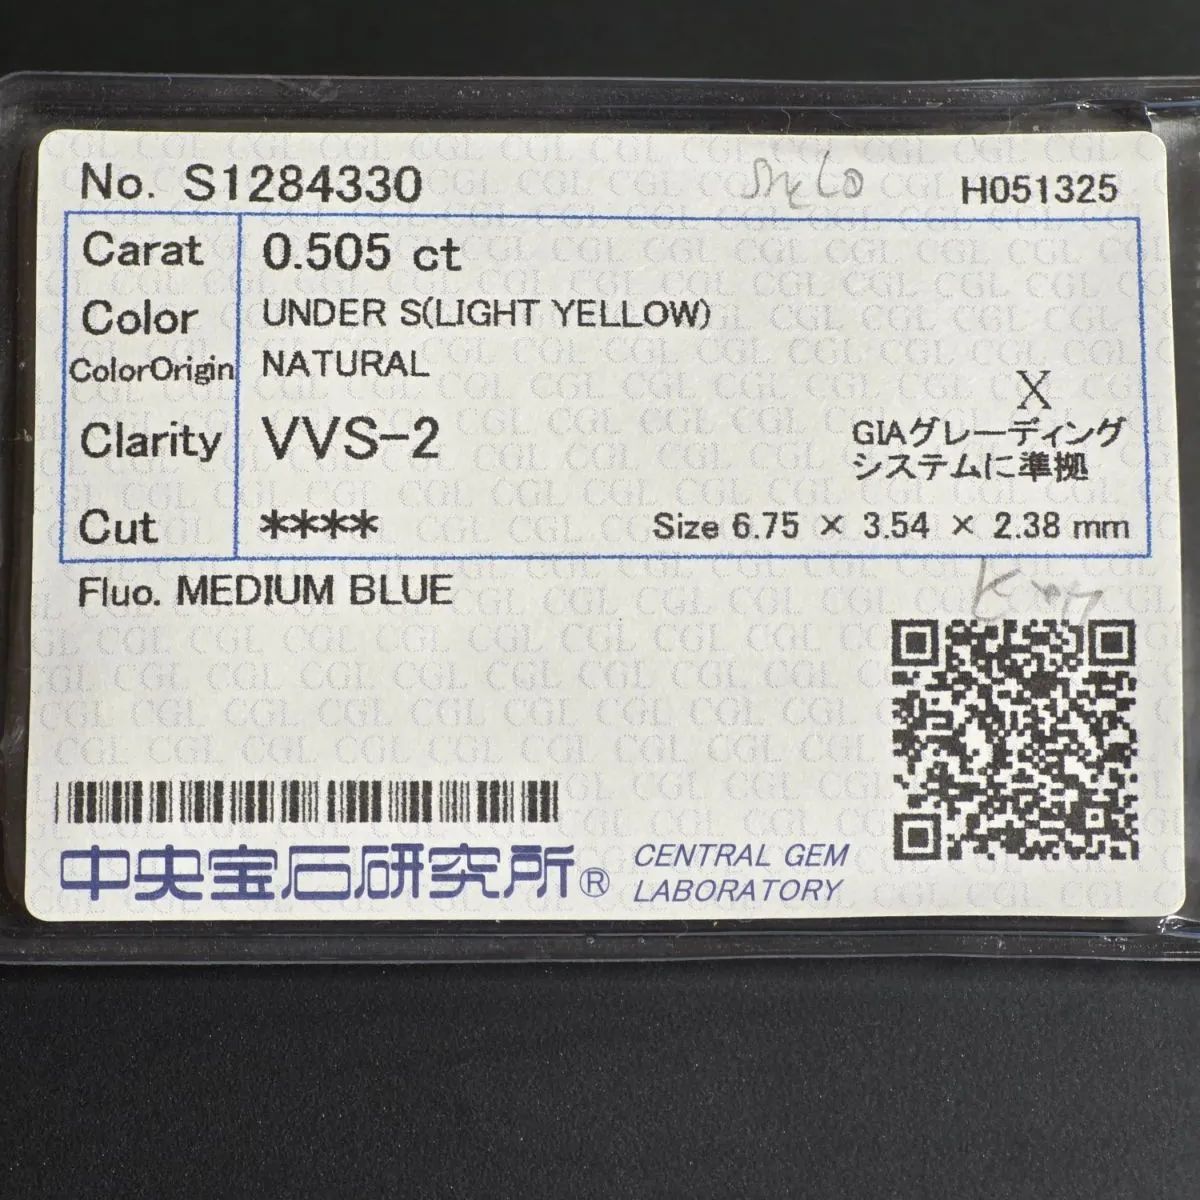 No. S1284330
H051325
Carat 0.505 ct
Color UNDER S(LIGHT YELLOW)
ColorOrigin NATURAL
X
Clarity VVS-2
GIAグレーディング
システムに準拠
Cut ****
Size 6.75 × 3.54 × 2.38 mm
Fluo. MEDIUM BLUE
中央宝石研究所®
CENTRAL GEM
LABORATORY